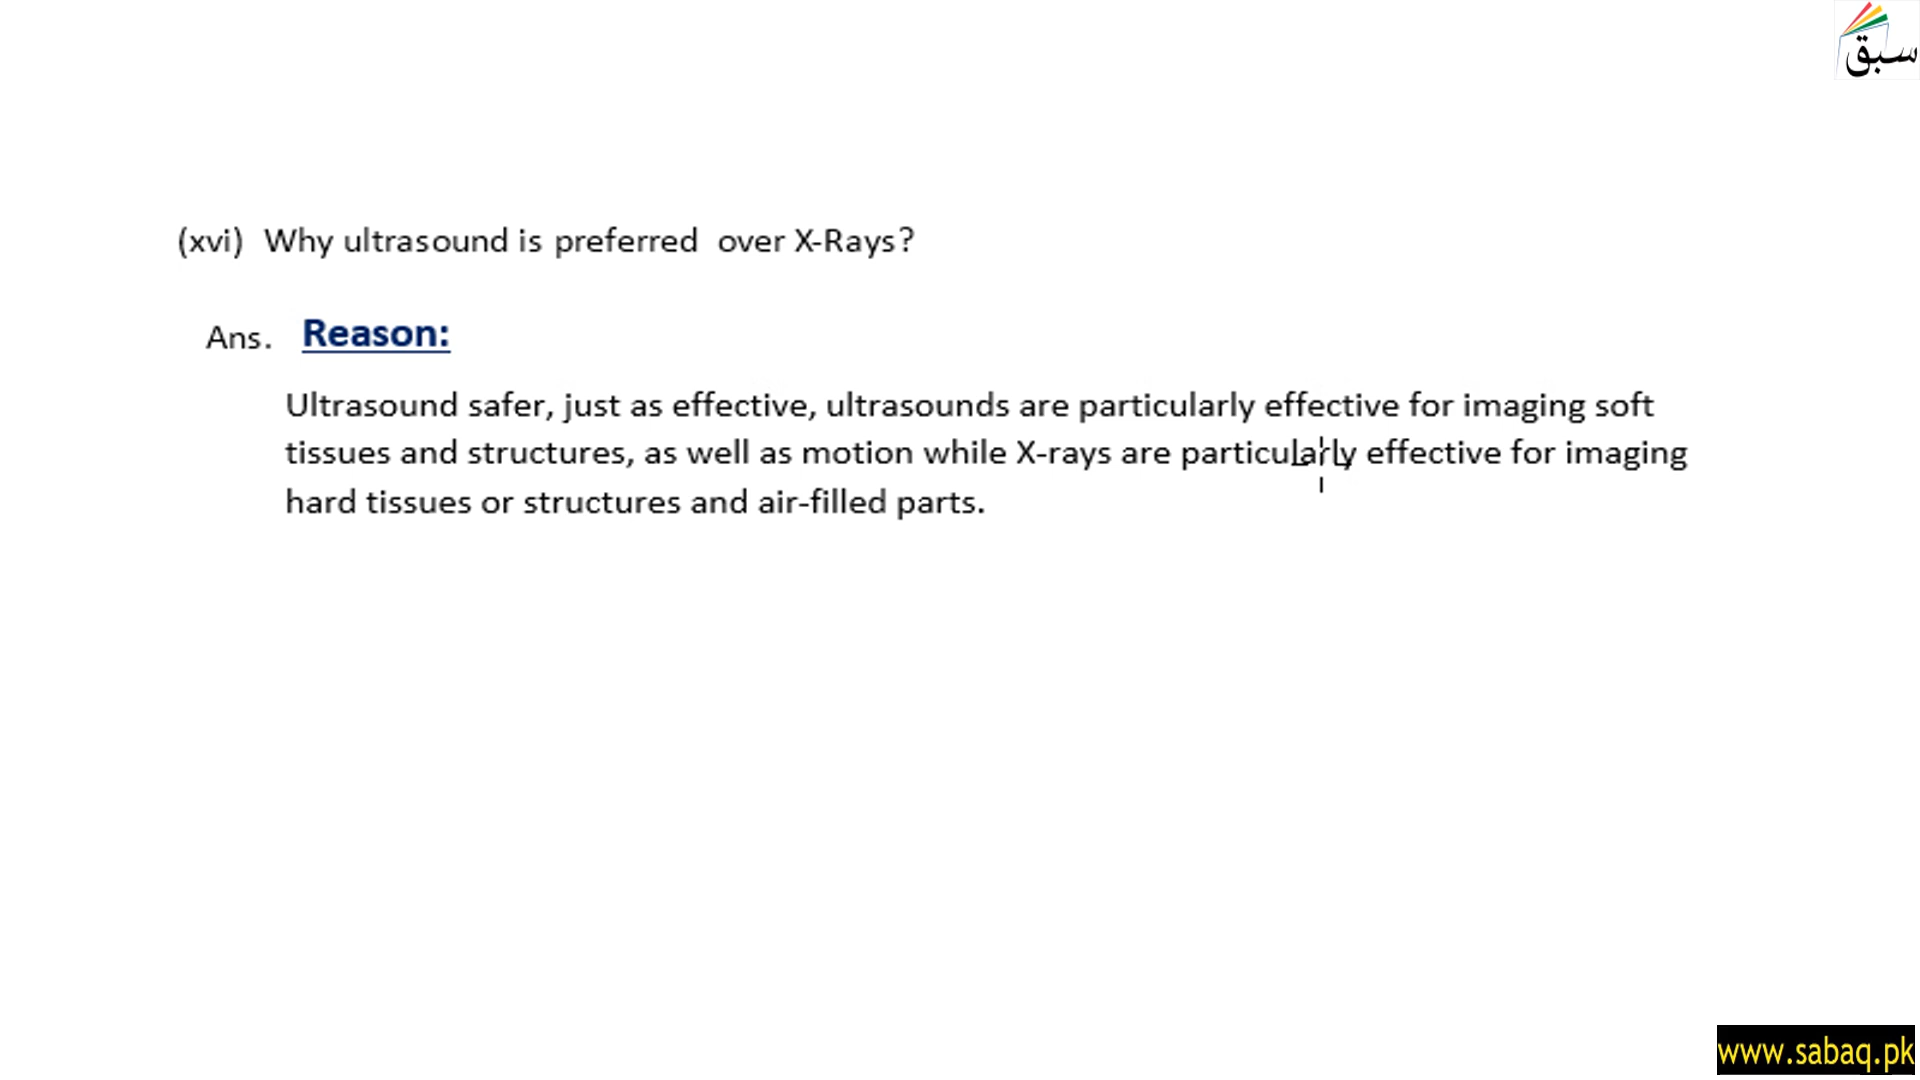 سبق
(xvi) Why ultrasound is preferred over X-Rays?
Ans. Reason:
Ultrasound safer, just as effective, ultrasounds are particularly effective for imaging soft
tissues and structures, as well as motion while X-rays are particularly effective for imaging
hard tissues or structures and air-filled parts.
www.sabaq.pk